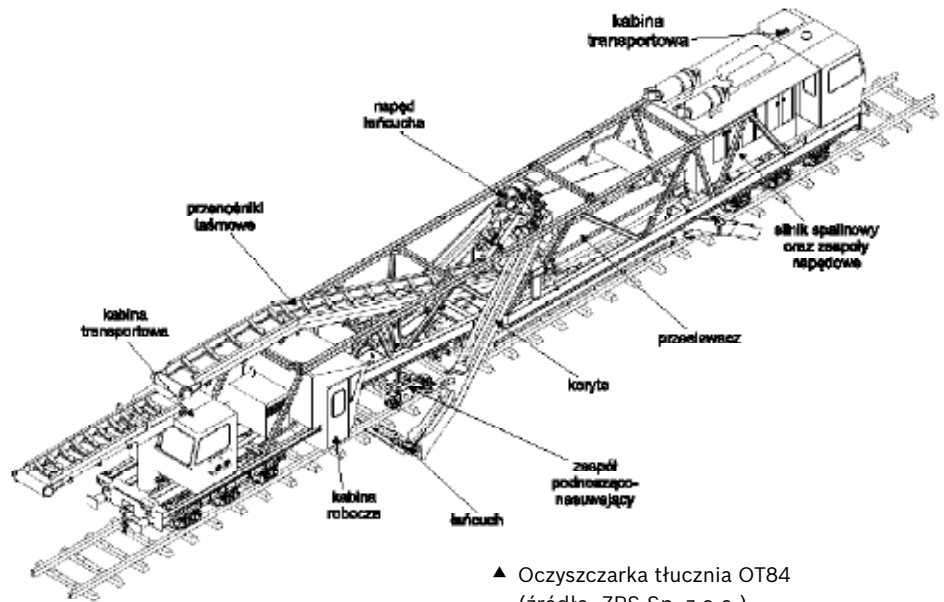 kabina
transportowa
napęd
łańcucha
przenośniki
taśmowe
kabina
transportowa
silnik spalinowy
oraz zespoły
napędowe
przesiewacz
koryto
zespół
podnosząco-
nasuwający
kabina
robocza
łańcuch
▲ Oczyszczarka tłucznia OT84